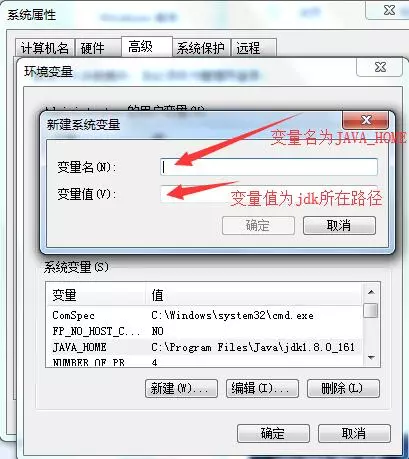 系统属性
计算机名 硬件 高级 系统保护 远程
环境变量
的用户变量(U)
新建系统变量
变量名(N):
变量名为JAVA_HOME
变量值(V):
变量值为jdk所在路径
确定 取消
系统变量(S)
变量 值
ComSpec C:\Windows\system32\cmd.exe
FP_NO_HOST_C... NO
JAVA_HOME C:\Program Files\Java\jdk1.8.0_161
NUMBER_OF_PR 4
新建(W)... 编辑(I)... 删除(L)
确定 取消